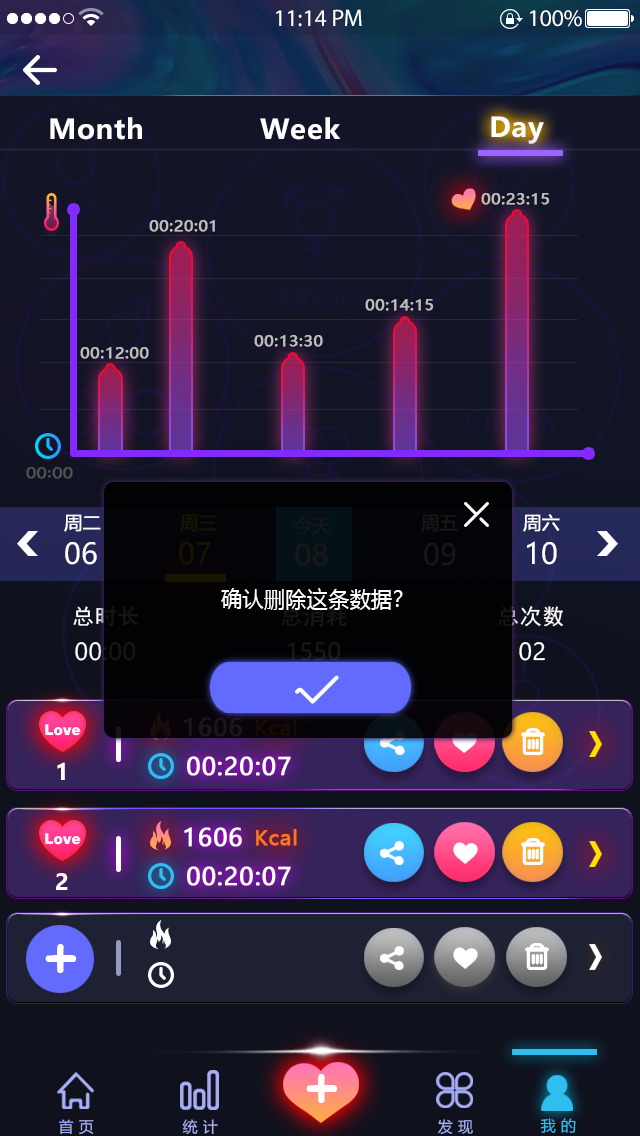 11:14 PM 100%
Month Week Day
00:23:15
00:20:01
00:14:15
00:13:30
00:12:00
00:00
周二 周三 今天 周五 周六
06 07 08 09 10
确认删除这条数据?
总时长 总消耗 总次数
00:00 1550 02
Love 1606 Kcal
1 00:20:07
Love 1606 Kcal
2 00:20:07
首页 统计 发现 我的